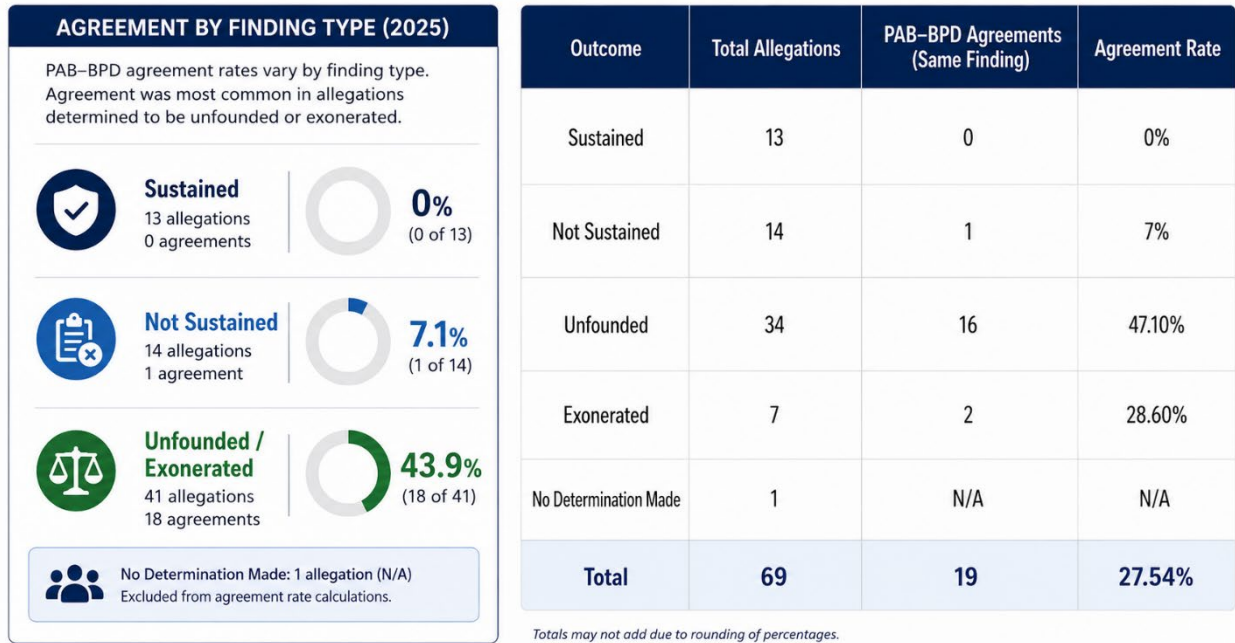 AGREEMENT BY FINDING TYPE (2025)
PAB–BPD agreement rates vary by finding type.
Agreement was most common in allegations
determined to be unfounded or exonerated.
Sustained
13 allegations
0 agreements
0%
(0 of 13)
Not Sustained
14 allegations
1 agreement
7.1%
(1 of 14)
Unfounded /
Exonerated
41 allegations
18 agreements
43.9%
(18 of 41)
No Determination Made: 1 allegation (N/A)
Excluded from agreement rate calculations.
Outcome Total Allegations PAB–BPD Agreements (Same Finding) Agreement Rate
Sustained 13 0 0%
Not Sustained 14 1 7%
Unfounded 34 16 47.10%
Exonerated 7 2 28.60%
No Determination Made 1 N/A N/A
Total 69 19 27.54%
Totals may not add due to rounding of percentages.